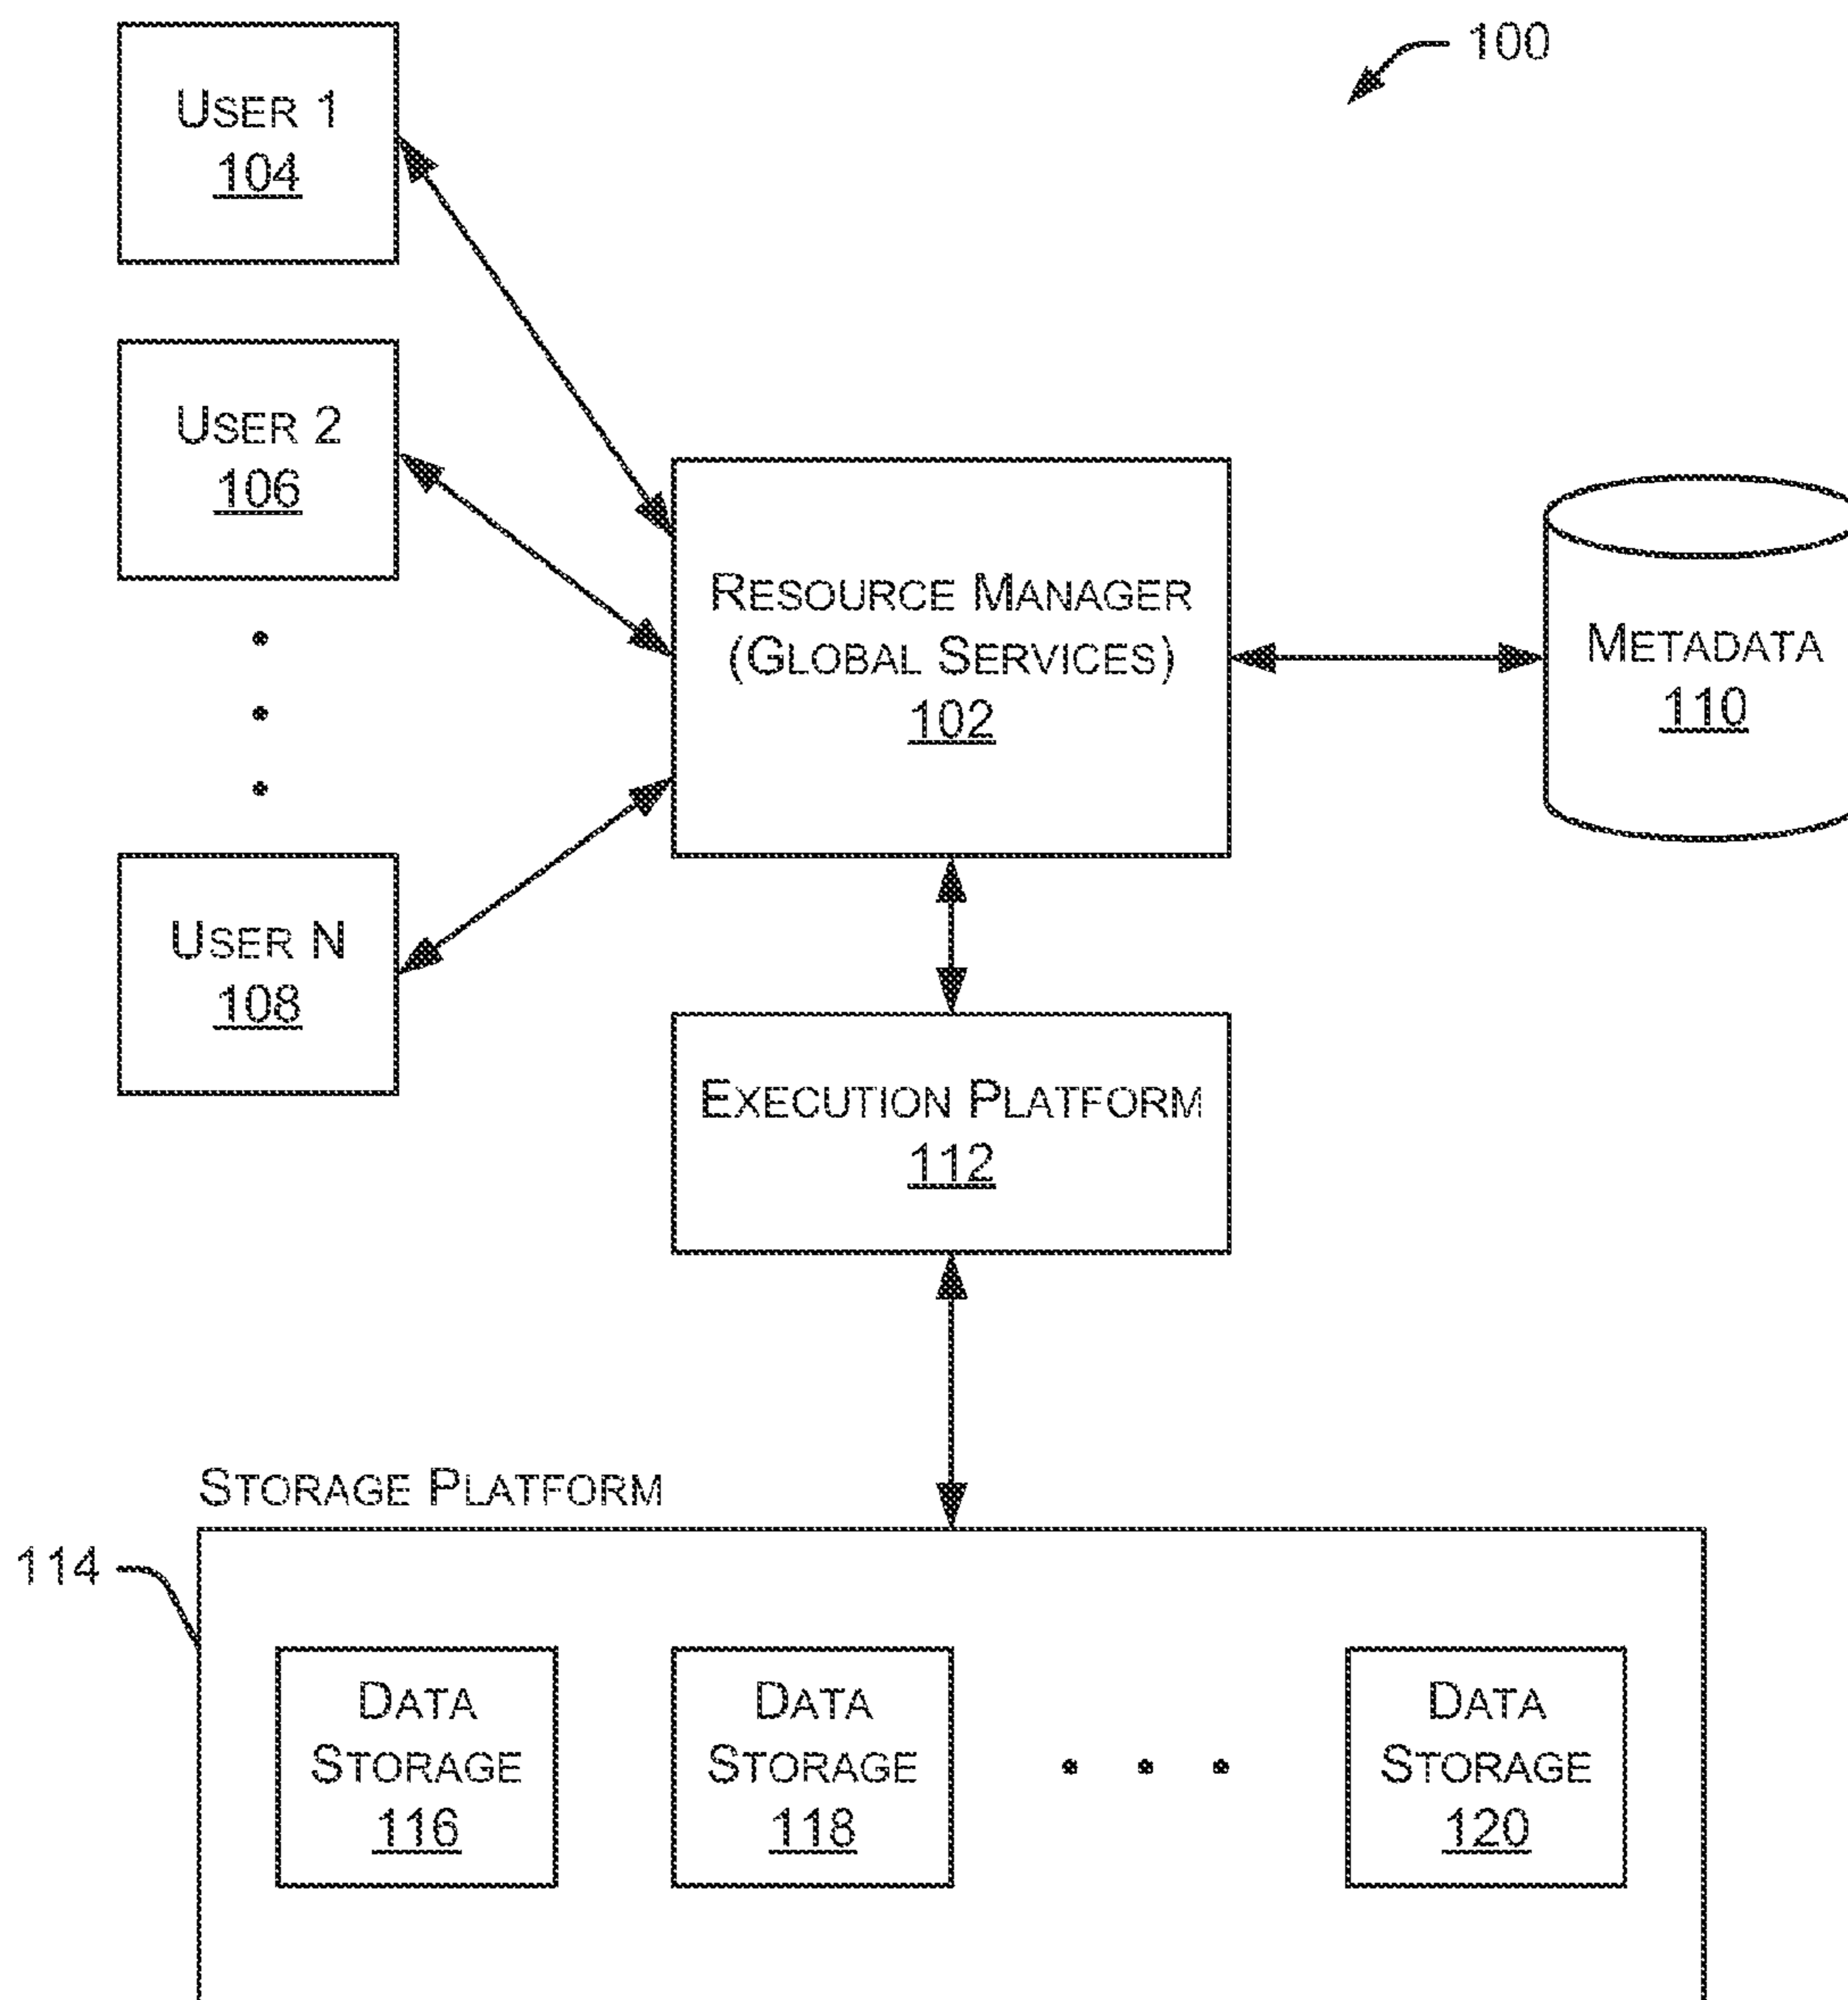 100
USER 1
104
USER 2
106
RESOURCE MANAGER
(GLOBAL SERVICES)
102
METADATA
110
USER N
108
EXECUTION PLATFORM
112
STORAGE PLATFORM
114
DATA
STORAGE
116
DATA
STORAGE
118
DATA
STORAGE
120